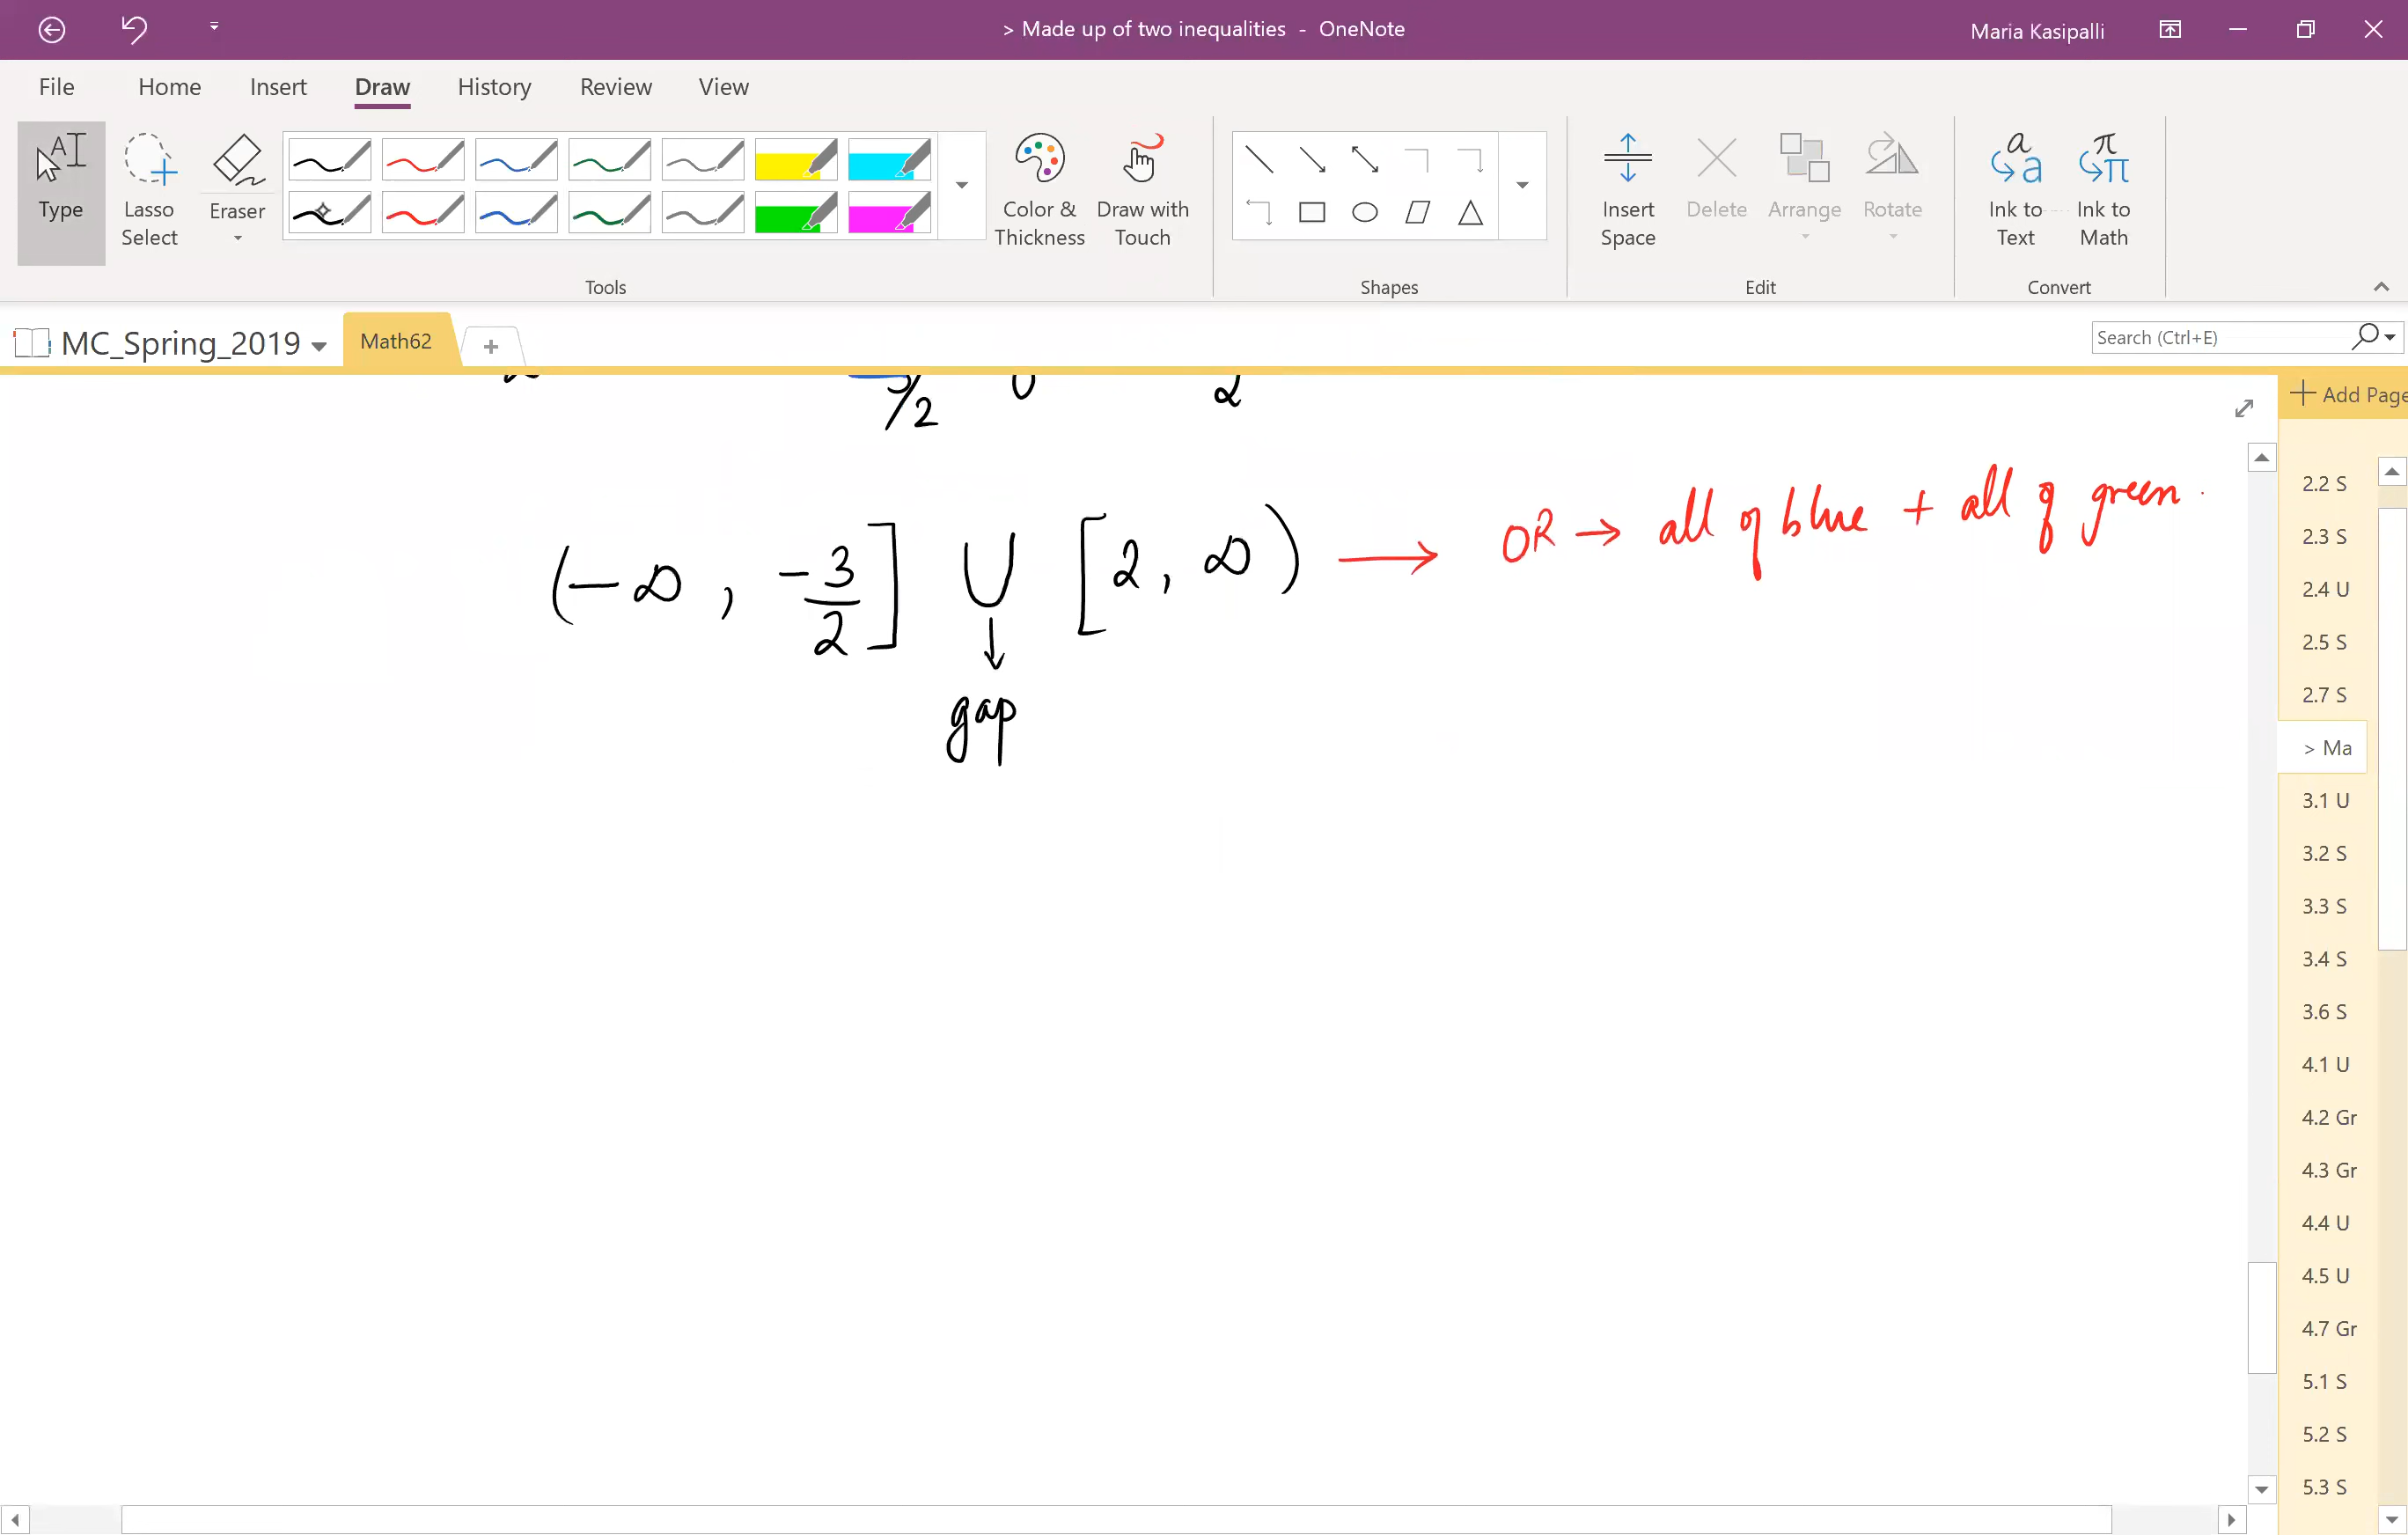 > Made up of two inequalities - OneNote
Maria Kasipalli
File Home Insert Draw History Review View
Type
Lasso Select
Eraser
Color & Thickness
Draw with Touch
Insert Space
Delete
Arrange
Rotate
Ink to Text
Ink to Math
Tools
Shapes
Edit
Convert
MC_Spring_2019
Math62
Search (Ctrl+E)
Add Page
/2 0 2
(-∞, -3/2] ∪ [2, ∞) → OR → all of blue + all of green.
↓
gap
2.2 S
2.3 S
2.4 U
2.5 S
2.7 S
> Ma
3.1 U
3.2 S
3.3 S
3.4 S
3.6 S
4.1 U
4.2 Gr
4.3 Gr
4.4 U
4.5 U
4.7 Gr
5.1 S
5.2 S
5.3 S